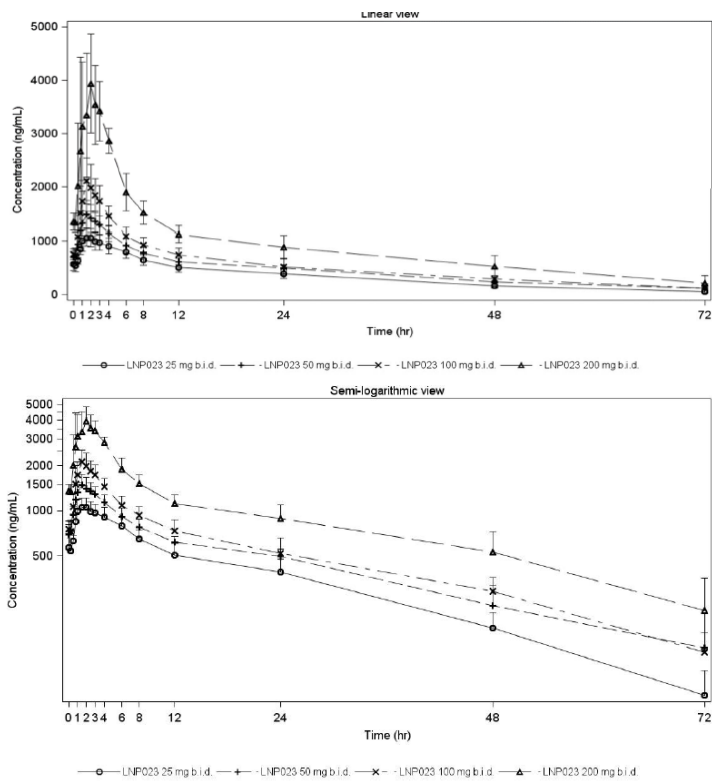 Linear view
5000
4000
3000
2000
1000
0
Concentration (ng/mL)
0 1 2 3 4 6 8 12 24 48 72
Time (hr)
LNP023 25 mg b.i.d. LNP023 50 mg b.i.d. LNP023 100 mg b.i.d. LNP023 200 mg b.i.d.
Semi-logarithmic view
5000
4000
3000
2000
1500
1000
500
Concentration (ng/mL)
0 1 2 3 4 6 8 12 24 48 72
Time (hr)
LNP023 25 mg b.i.d. LNP023 50 mg b.i.d. LNP023 100 mg b.i.d. LNP023 200 mg b.i.d.